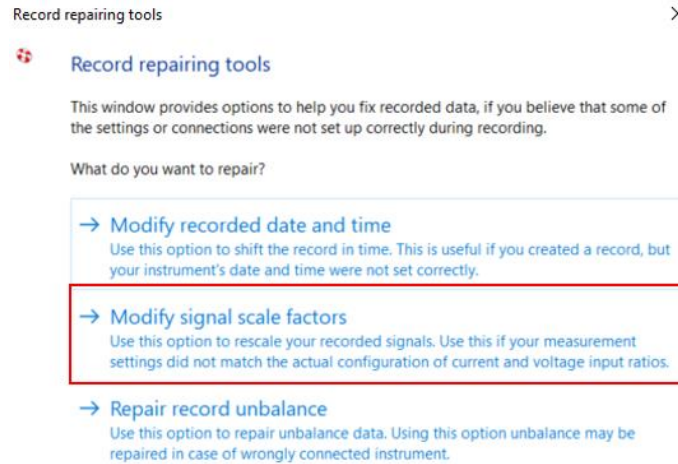 Record repairing tools
Record repairing tools
This window provides options to help you fix recorded data, if you believe that some of
the settings or connections were not set up correctly during recording.
What do you want to repair?
Modify recorded date and time
Use this option to shift the record in time. This is useful if you created a record, but
your instrument's date and time were not set correctly.
Modify signal scale factors
Use this option to rescale your recorded signals. Use this if your measurement
settings did not match the actual configuration of current and voltage input ratios.
Repair record unbalance
Use this option to repair unbalance data. Using this option unbalance may be
repaired in case of wrongly connected instrument.